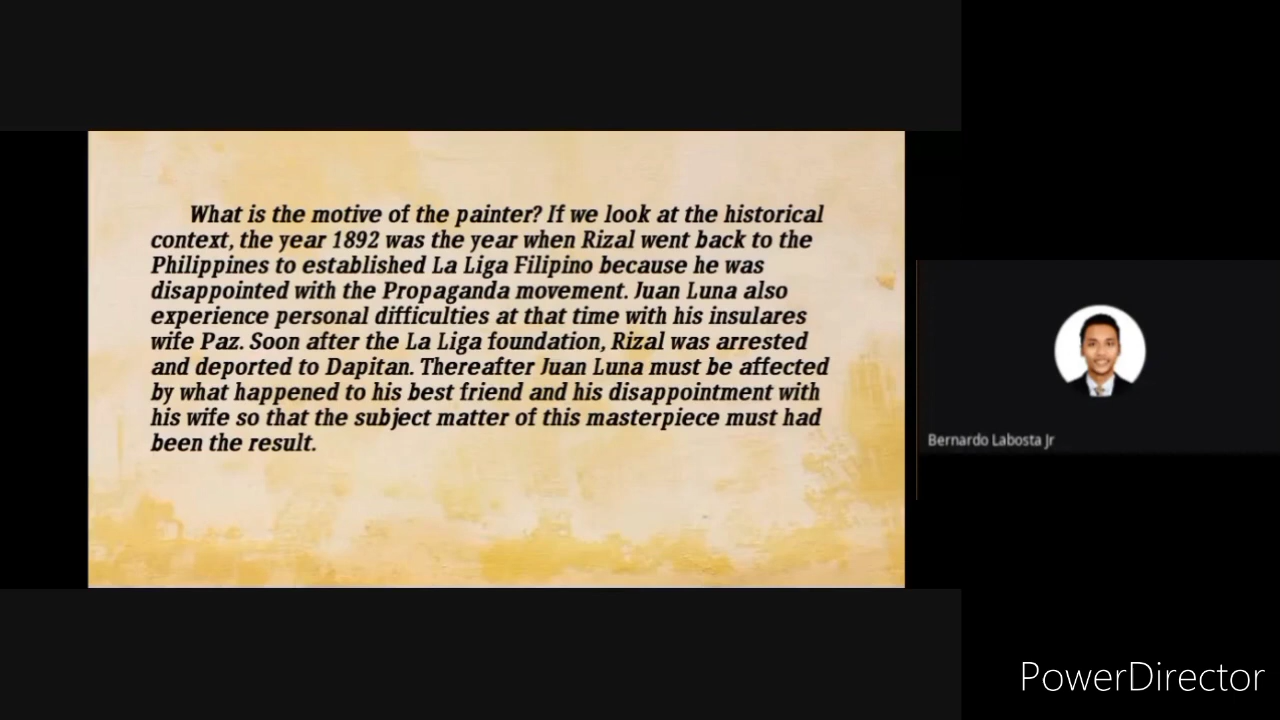 What is the motive of the painter? If we look at the historical
context, the year 1892 was the year when Rizal went back to the
Philippines to established La Liga Filipino because he was
disappointed with the Propaganda movement. Juan Luna also
experience personal difficulties at that time with his insulares
wife Paz. Soon after the La Liga foundation, Rizal was arrested
and deported to Dapitan. Thereafter Juan Luna must be affected
by what happened to his best friend and his disappointment with
his wife so that the subject matter of this masterpiece must had
been the result.
Bernardo Labosta Jr
PowerDirector